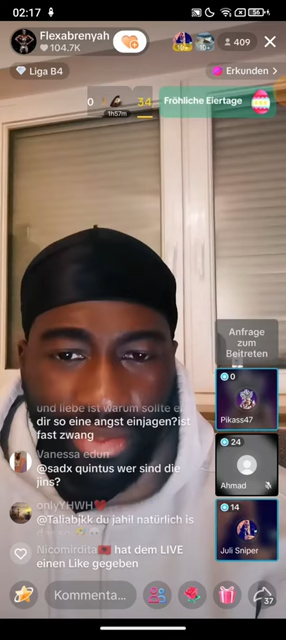 02:17
56
Flexabrenyah
104.7K
10+
409
Liga B4
Erkunden >
0
34
Fröhliche Eiertage
1h57m
Anfrage
zum
Beitreten
0
Pikass47
24
Ahmad
14
Juli Sniper
und liebe ist warum sollte er
dir so eine angst einjagen?ist
fast zwang
Vanessa edun
@sadx quintus wer sind die
jins?
onlyYHWH
@Taliabjkk du jahil natürlich is
Nicomirdita hat dem LIVE
einen Like gegeben
Kommenta...
37